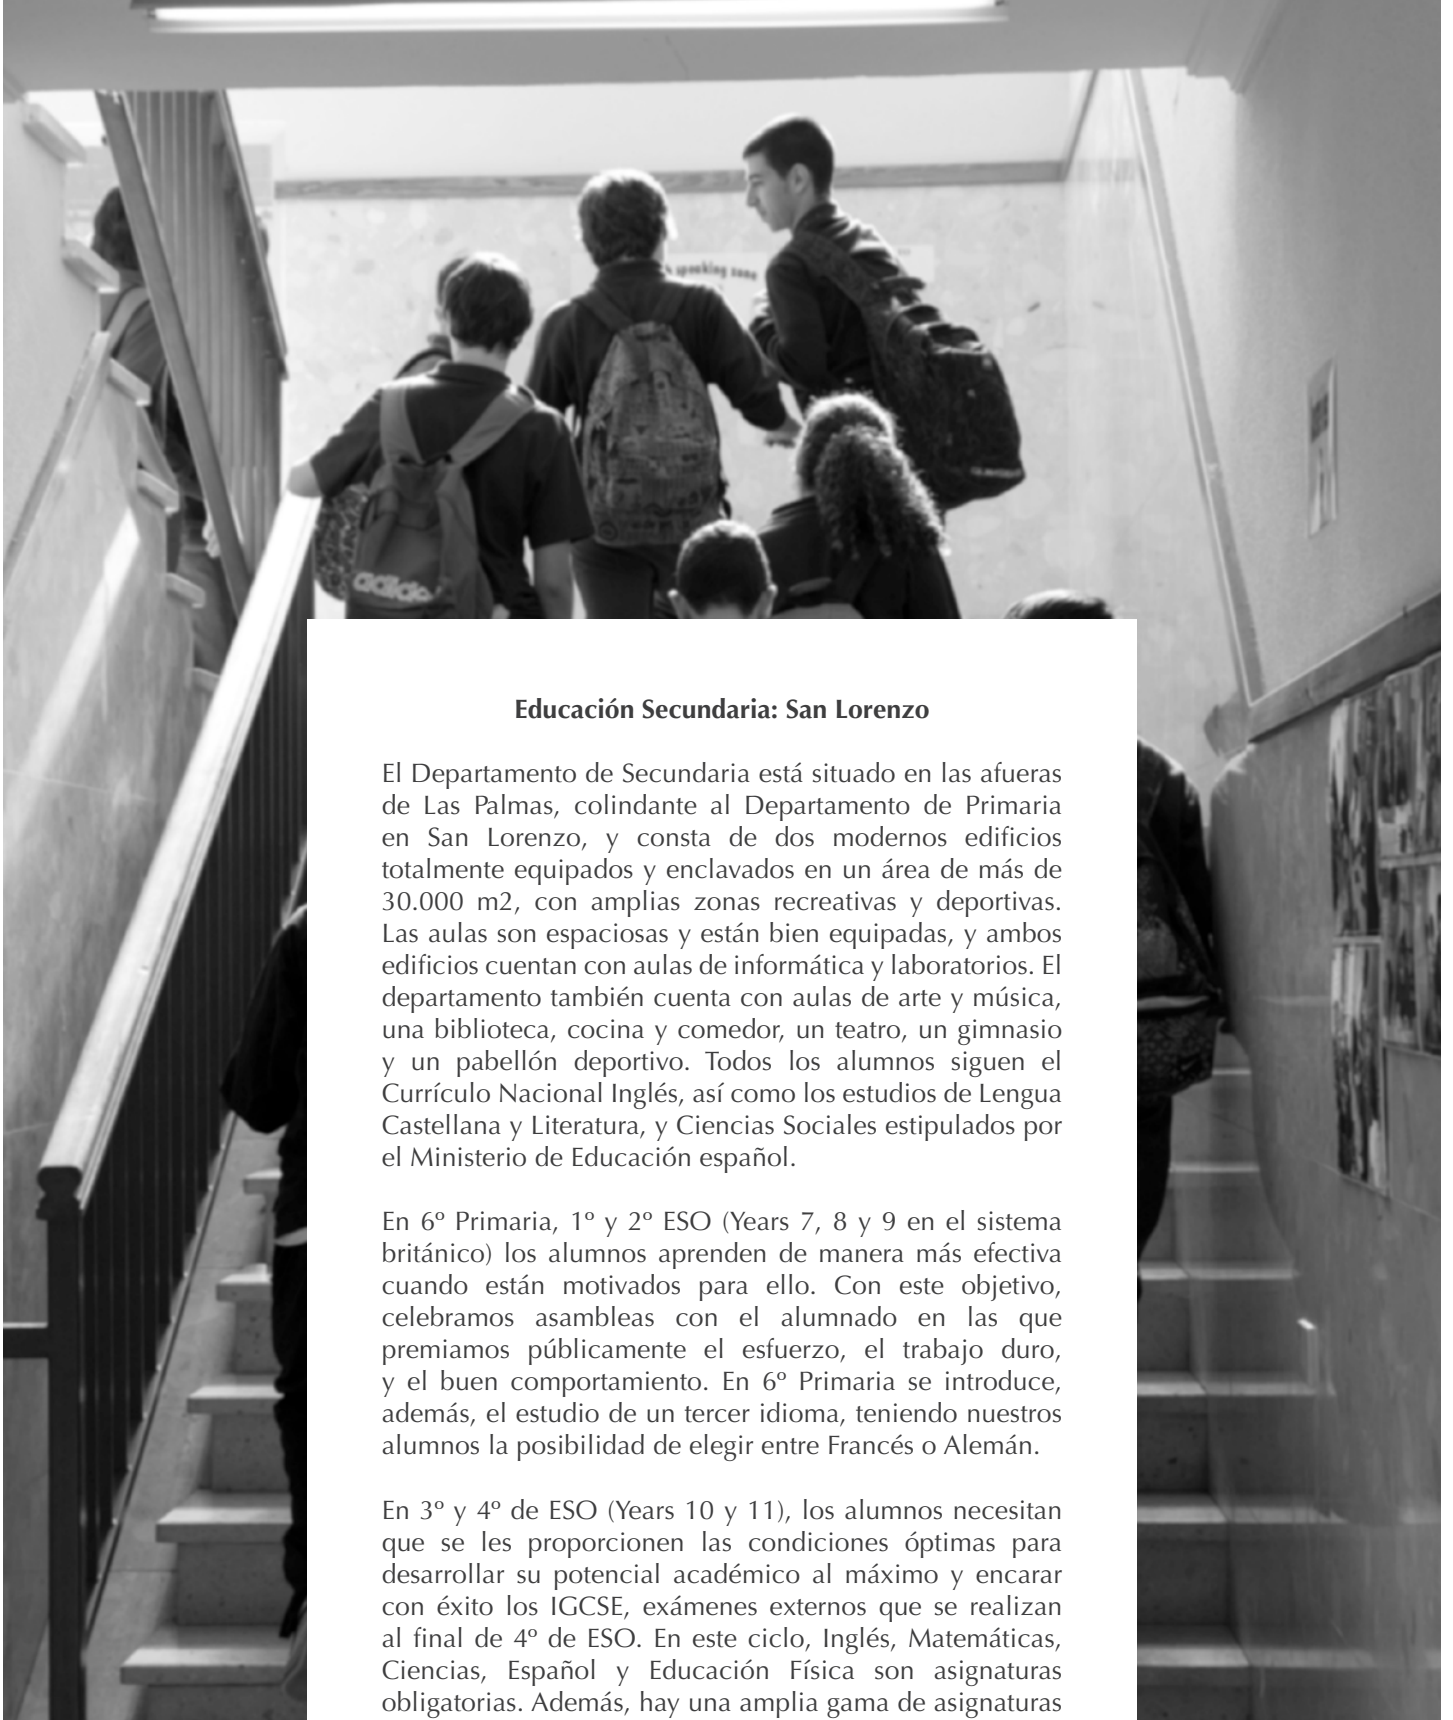 speaking zone
adidas
Educación Secundaria: San Lorenzo
El Departamento de Secundaria está situado en las afueras
de Las Palmas, colindante al Departamento de Primaria
en San Lorenzo, y consta de dos modernos edificios
totalmente equipados y enclavados en un área de más de
30.000 m2, con amplias zonas recreativas y deportivas.
Las aulas son espaciosas y están bien equipadas, y ambos
edificios cuentan con aulas de informática y laboratorios. El
departamento también cuenta con aulas de arte y música,
una biblioteca, cocina y comedor, un teatro, un gimnasio
y un pabellón deportivo. Todos los alumnos siguen el
Currículo Nacional Inglés, así como los estudios de Lengua
Castellana y Literatura, y Ciencias Sociales estipulados por
el Ministerio de Educación español.
En 6º Primaria, 1º y 2º ESO (Years 7, 8 y 9 en el sistema
británico) los alumnos aprenden de manera más efectiva
cuando están motivados para ello. Con este objetivo,
celebramos asambleas con el alumnado en las que
premiamos públicamente el esfuerzo, el trabajo duro,
y el buen comportamiento. En 6º Primaria se introduce,
además, el estudio de un tercer idioma, teniendo nuestros
alumnos la posibilidad de elegir entre Francés o Alemán.
En 3º y 4º de ESO (Years 10 y 11), los alumnos necesitan
que se les proporcionen las condiciones óptimas para
desarrollar su potencial académico al máximo y encarar
con éxito los IGCSE, exámenes externos que se realizan
al final de 4º de ESO. En este ciclo, Inglés, Matemáticas,
Ciencias, Español y Educación Física son asignaturas
obligatorias. Además, hay una amplia gama de asignaturas